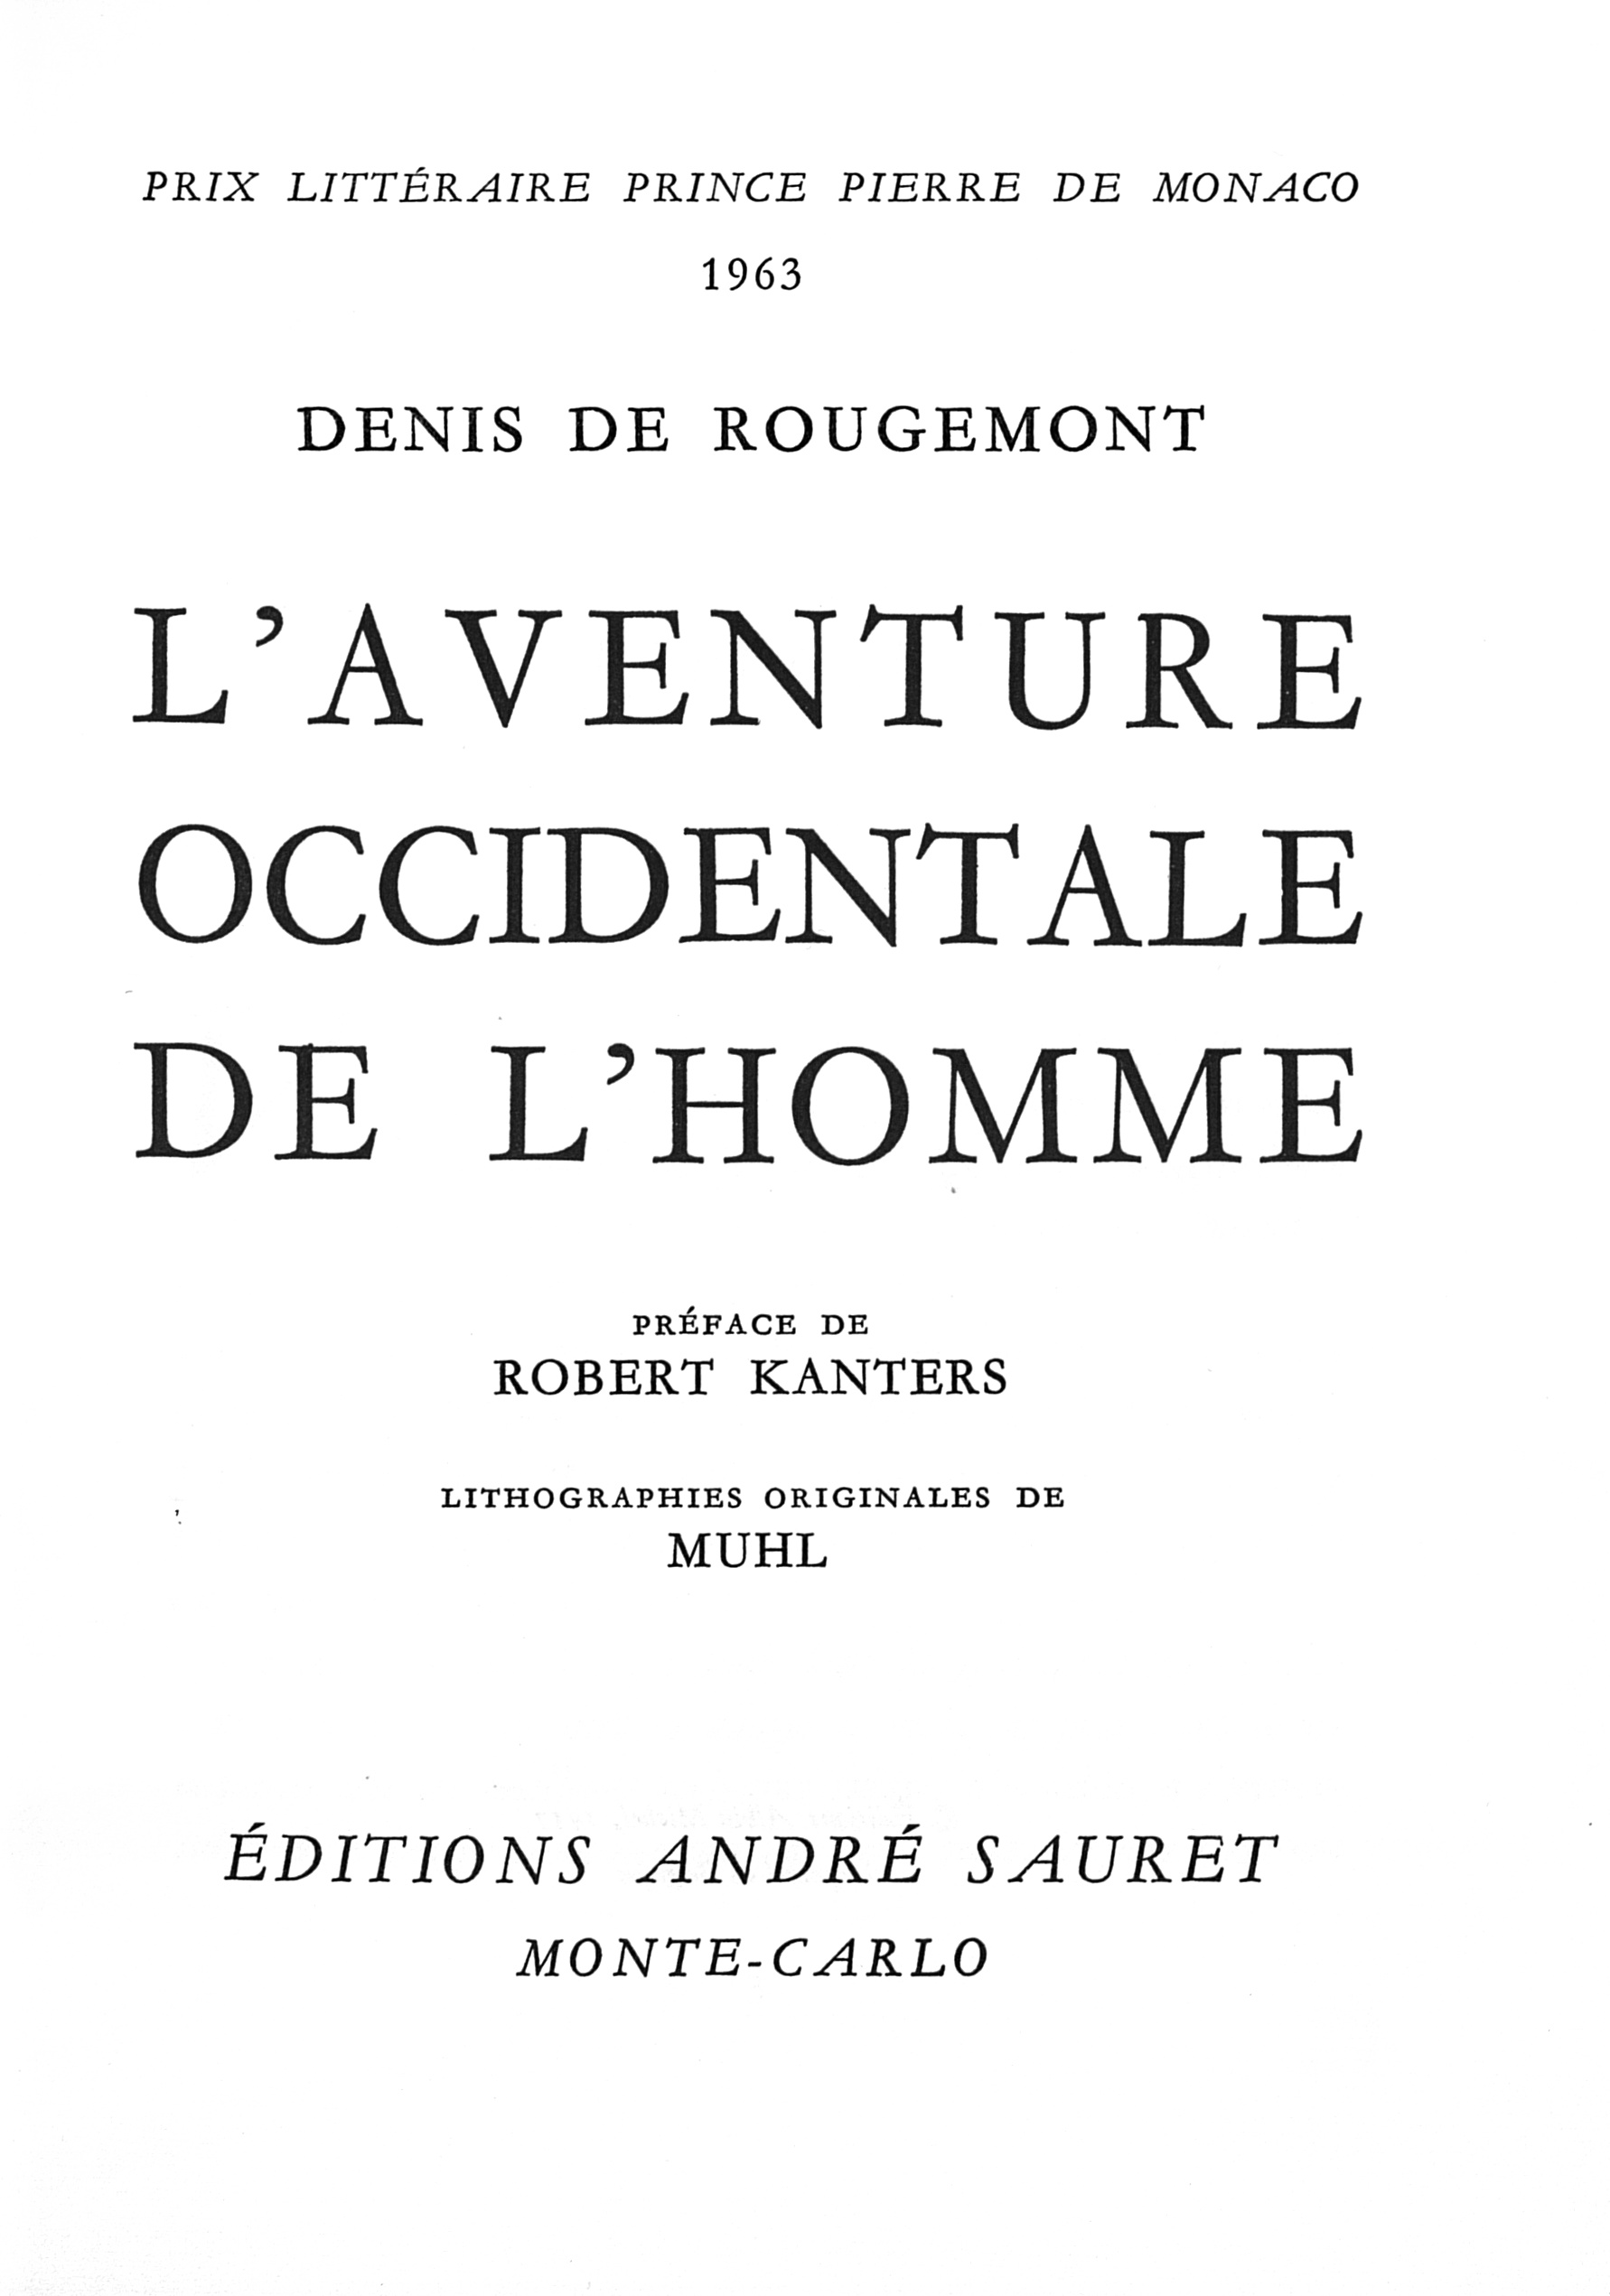 PRIX LITTÉRAIRE PRINCE PIERRE DE MONACO
1963
DENIS DE ROUGEMONT
L’AVENTURE
OCCIDENTALE
DE L’HOMME
PRÉFACE DE
ROBERT KANTERS
LITHOGRAPHIES ORIGINALES DE
MUHL
ÉDITIONS ANDRÉ SAURET
MONTE-CARLO